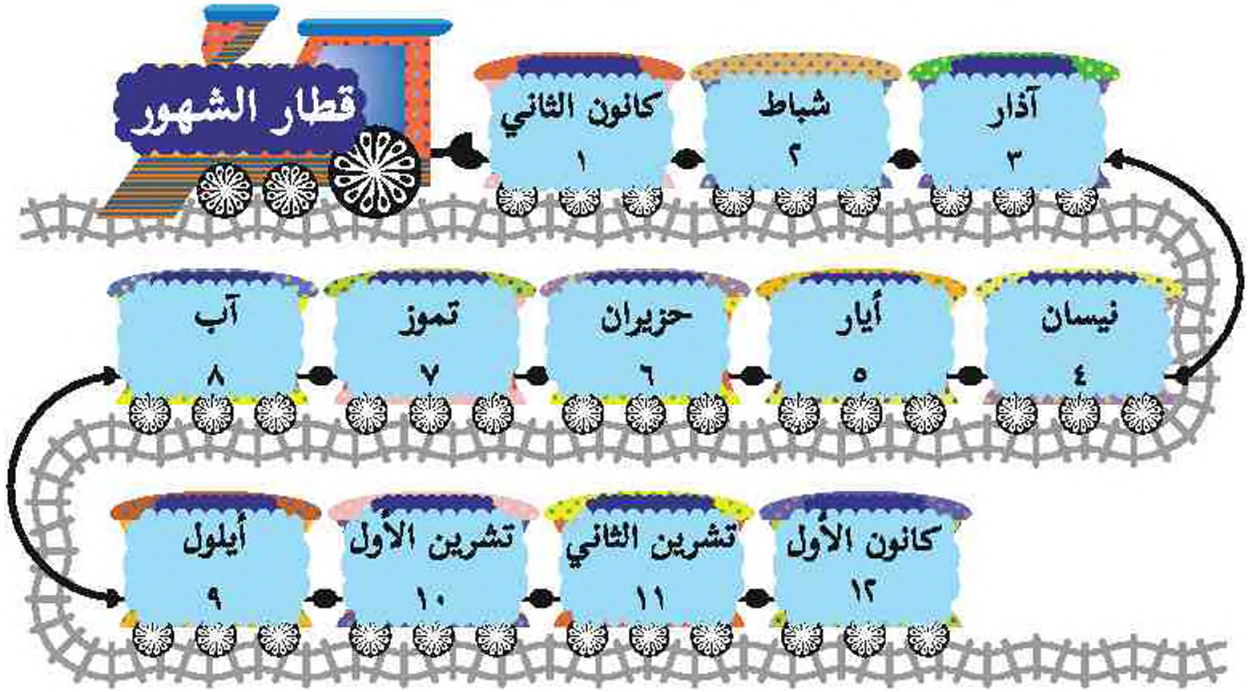 قطار الشهور
كانون الثاني
١
شباط
٢
آذار
٣
نيسان
٤
أيار
٥
حزيران
٦
تموز
٧
آب
٨
أيلول
٩
تشرين الأول
١٠
تشرين الثاني
١١
كانون الأول
١٢